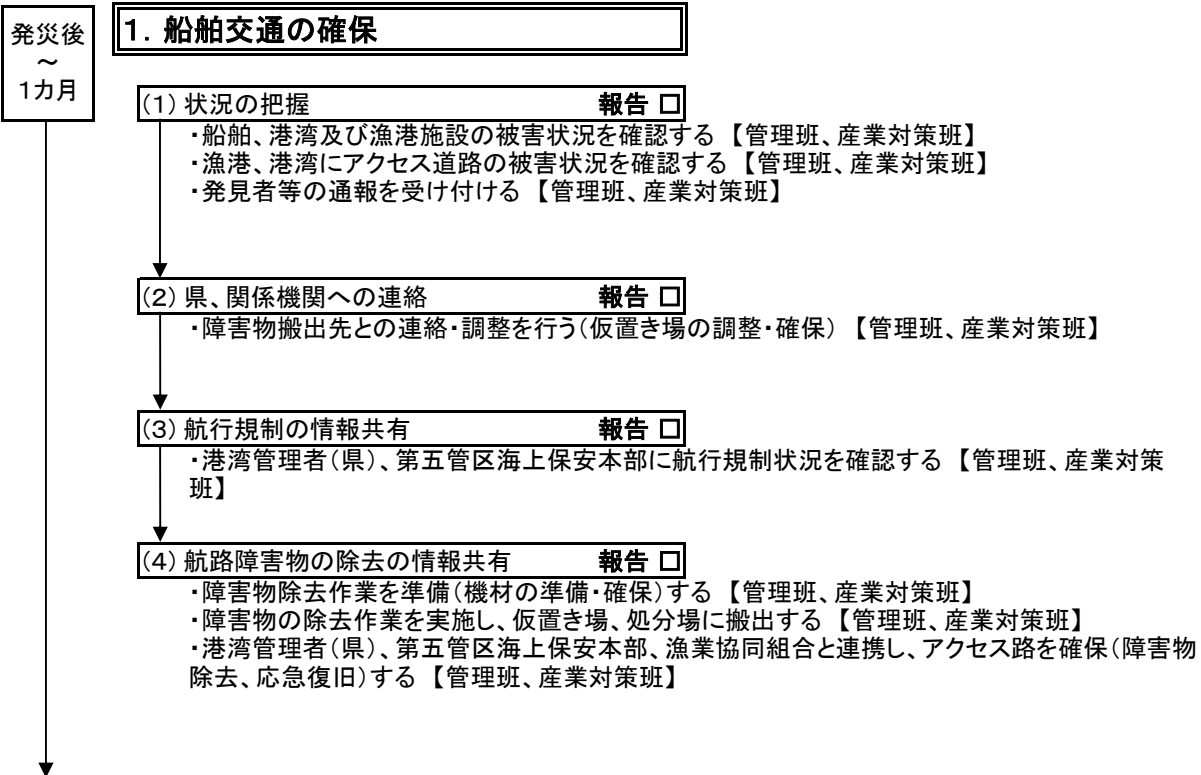 発災後
～
1カ月
1．船舶交通の確保
(1) 状況の把握 報告 □
・船舶、港湾及び漁港施設の被害状況を確認する 【管理班、産業対策班】
・漁港、港湾にアクセス道路の被害状況を確認する 【管理班、産業対策班】
・発見者等の通報を受け付ける 【管理班、産業対策班】
(2) 県、関係機関への連絡 報告 □
・障害物搬出先との連絡・調整を行う(仮置き場の調整・確保) 【管理班、産業対策班】
(3) 航行規制の情報共有 報告 □
・港湾管理者(県)、第五管区海上保安本部に航行規制状況を確認する 【管理班、産業対策
班】
(4) 航路障害物の除去の情報共有 報告 □
・障害物除去作業を準備(機材の準備・確保)する 【管理班、産業対策班】
・障害物の除去作業を実施し、仮置き場、処分場に搬出する 【管理班、産業対策班】
・港湾管理者(県)、第五管区海上保安本部、漁業協同組合と連携し、アクセス路を確保(障害物
除去、応急復旧)する 【管理班、産業対策班】